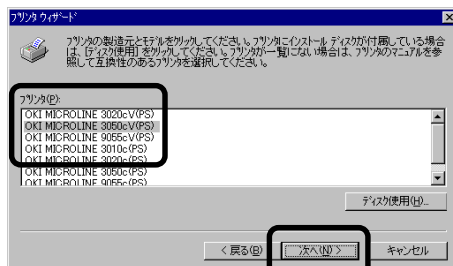 プリンタ ウィザード
プリンタの製造元とモデルをクリックしてください。プリンタにインストール ディスクが付属している場合
は、[ディスク使用] をクリックしてください。プリンタが一覧にない場合は、プリンタのマニュアルを参
照して互換性のあるプリンタを選択してください。
プリンタ(P):
OKI MICROLINE 3020cV(PS)
OKI MICROLINE 3050cV(PS)
OKI MICROLINE 9055cV(PS)
OKI MICROLINE 3010c(PS)
OKI MICROLINE 3020c(PS)
OKI MICROLINE 3050c(PS)
OKI MICROLINE 9055c(PS)
ディスク使用(H)...
< 戻る(B)
次へ(N) >
キャンセル